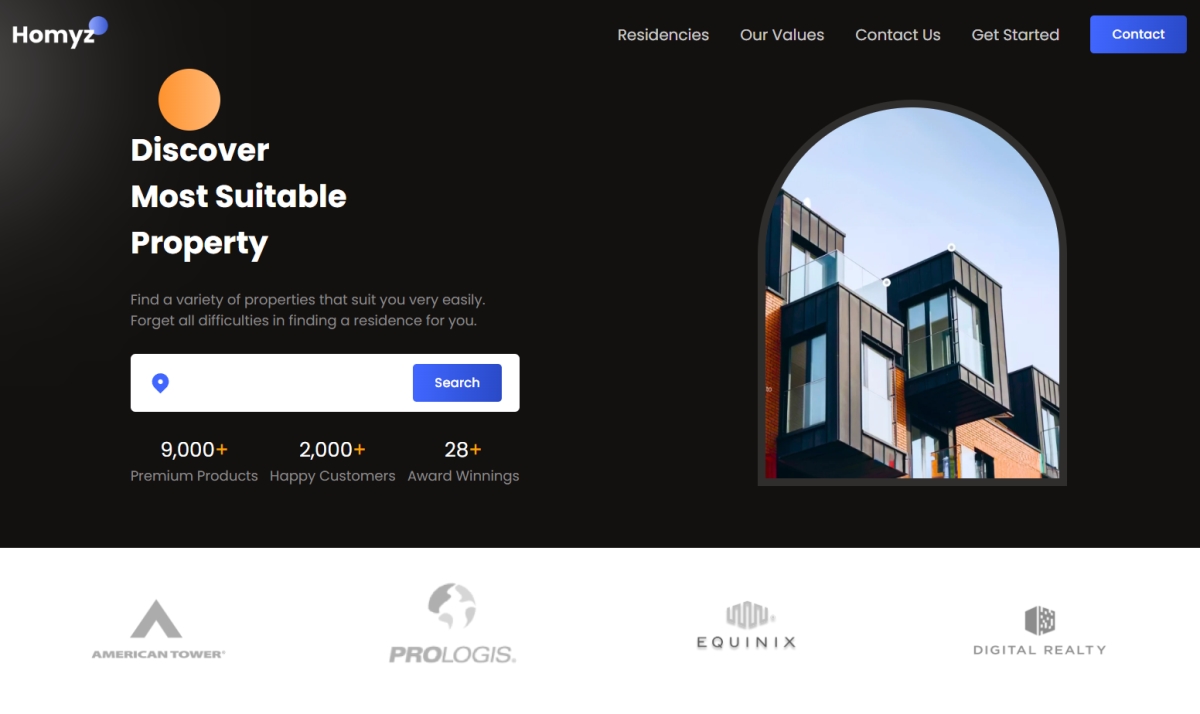 Homyz
Residencies
Our Values
Contact Us
Get Started
Contact
Discover
Most Suitable
Property
Find a variety of properties that suit you very easily.
Forget all difficulties in finding a residence for you.
Search
9,000+
2,000+
28+
Premium Products
Happy Customers
Award Winnings
AMERICAN TOWER®
PROLOGIS®
EQUINIX
DIGITAL REALTY